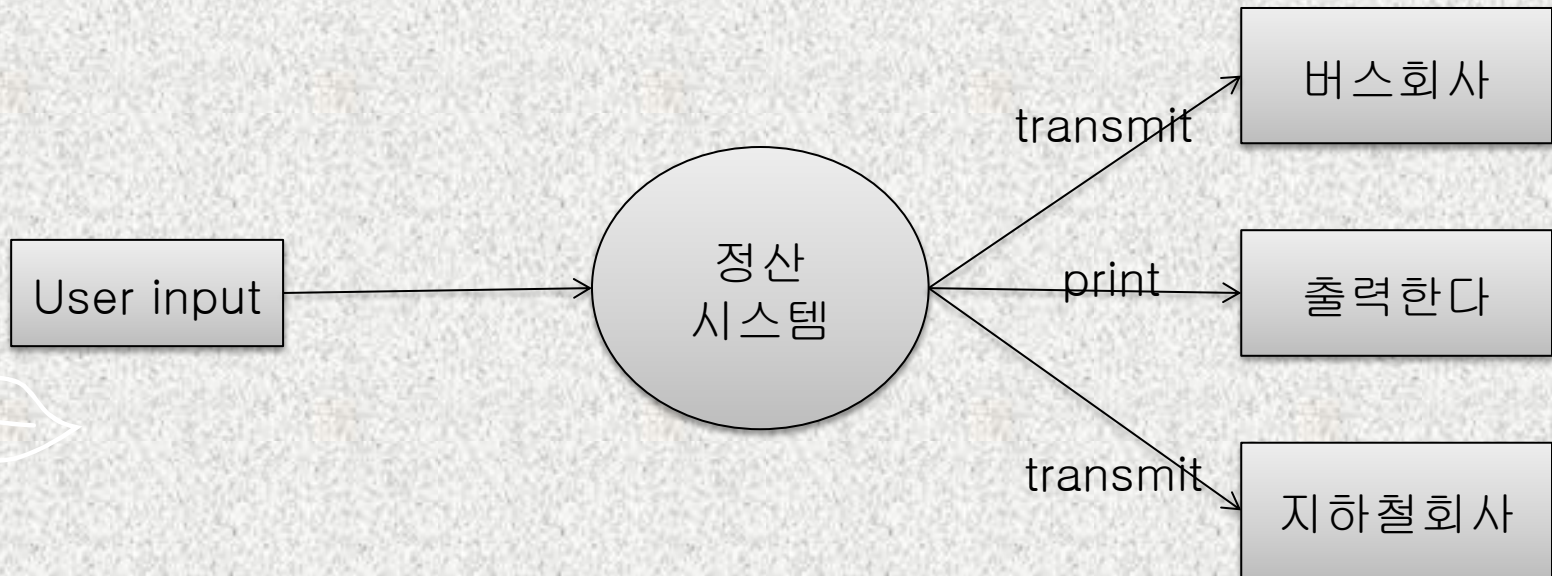 User input
정산
시스템
transmit
버스회사
print
출력한다
transmit
지하철회사